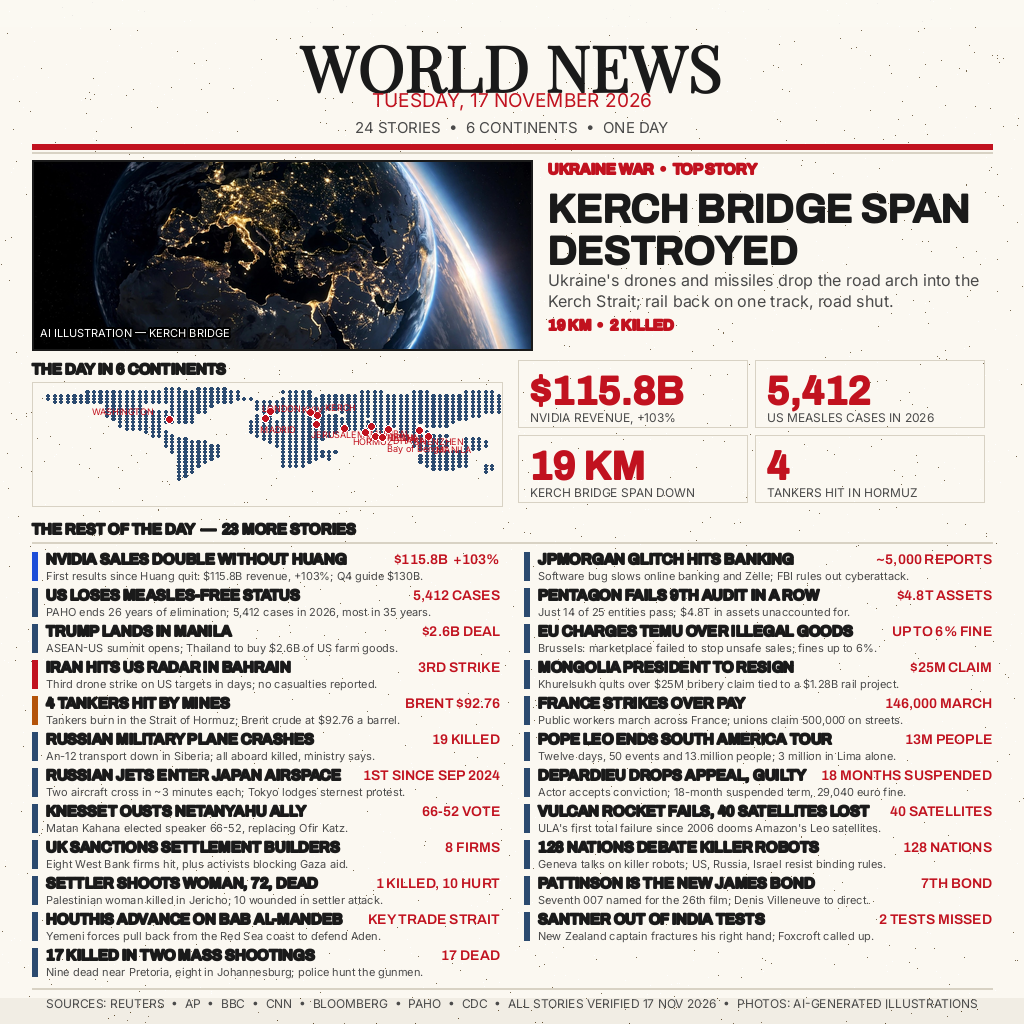 WORLD NEWS
TUESDAY, 17 NOVEMBER 2026
24 STORIES • 6 CONTINENTS • ONE DAY
AI ILLUSTRATION — KERCH BRIDGE
UKRAINE WAR • TOP STORY
KERCH BRIDGE SPAN
DESTROYED
Ukraine's drones and missiles drop the road arch into the
Kerch Strait; rail back on one track, road shut.
19 KM • 2 KILLED
THE DAY IN 6 CONTINENTS
WASHINGTON
MADRID
JERUSALEM
HORMUZ
Bay of
MANILA
$115.8B
NVIDIA REVENUE, +103%
5,412
US MEASLES CASES IN 2026
19 KM
KERCH BRIDGE SPAN DOWN
4
TANKERS HIT IN HORMUZ
THE REST OF THE DAY — 23 MORE STORIES
NVIDIA SALES DOUBLE WITHOUT HUANG $115.8B +103%
First results since Huang quit: $115.8B revenue, +103%; Q4 guide $130B.
US LOSES MEASLES-FREE STATUS 5,412 CASES
PAHO ends 26 years of elimination; 5,412 cases in 2026, most in 35 years.
TRUMP LANDS IN MANILA $2.6B DEAL
ASEAN-US summit opens; Thailand to buy $2.6B of US farm goods.
IRAN HITS US RADAR IN BAHRAIN 3RD STRIKE
Third drone strike on US targets in days; no casualties reported.
4 TANKERS HIT BY MINES BRENT $92.76
Tankers burn in the Strait of Hormuz; Brent crude at $92.76 a barrel.
RUSSIAN MILITARY PLANE CRASHES 19 KILLED
An-12 transport down in Siberia; all aboard killed, ministry says.
RUSSIAN JETS ENTER JAPAN AIRSPACE 1ST SINCE SEP 2024
Two aircraft cross in ~3 minutes each; Tokyo lodges sternest protest.
KNESSET OUSTS NETANYAHU ALLY 66-52 VOTE
Matan Kahana elected speaker 66-52, replacing Ofir Katz.
UK SANCTIONS SETTLEMENT BUILDERS 8 FIRMS
Eight West Bank firms hit, plus activists blocking Gaza aid.
SETTLER SHOOTS WOMAN, 72, DEAD 1 KILLED, 10 HURT
Palestinian woman killed in Jericho; 10 wounded in settler attack.
HOUTHIS ADVANCE ON BAB AL-MANDEB KEY TRADE STRAIT
Yemeni forces pull back from the Red Sea coast to defend Aden.
17 KILLED IN TWO MASS SHOOTINGS 17 DEAD
Nine dead near Pretoria, eight in Johannesburg; police hunt the gunmen.
JPMORGAN GLITCH HITS BANKING ~5,000 REPORTS
Software bug slows online banking and Zelle; FBI rules out cyberattack.
PENTAGON FAILS 9TH AUDIT IN A ROW $4.8T ASSETS
Just 14 of 25 entities pass; $4.8T in assets unaccounted for.
EU CHARGES TEMU OVER ILLEGAL GOODS UP TO 6% FINE
Brussels: marketplace failed to stop unsafe sales; fines up to 6%.
MONGOLIA PRESIDENT TO RESIGN $25M CLAIM
Khurelsukh quits over $25M bribery claim tied to a $1.28B rail project.
FRANCE STRIKES OVER PAY 146,000 MARCH
Public workers march across France; unions claim 500,000 on streets.
POPE LEO ENDS SOUTH AMERICA TOUR 13M PEOPLE
Twelve days, 50 events and 13 million people; 3 million in Lima alone.
DEPARDIEU DROPS APPEAL, GUILTY 18 MONTHS SUSPENDED
Actor accepts conviction; 18-month suspended term, 29,040 euro fine.
VULCAN ROCKET FAILS, 40 SATELLITES LOST 40 SATELLITES
ULA's first total failure since 2006 dooms Amazon's Leo satellites.
128 NATIONS DEBATE KILLER ROBOTS 128 NATIONS
Geneva talks on killer robots; US, Russia, Israel resist binding rules.
PATTINSON IS THE NEW JAMES BOND 7TH BOND
Seventh 007 named for the 26th film; Denis Villeneuve to direct.
SANTNER OUT OF INDIA TESTS 2 TESTS MISSED
New Zealand captain fractures his right hand; Foxcroft called up.
SOURCES: REUTERS • AP • BBC • CNN • BLOOMBERG • PAHO • CDC • ALL STORIES VERIFIED 17 NOV 2026 • PHOTOS: AI-GENERATED ILLUSTRATIONS